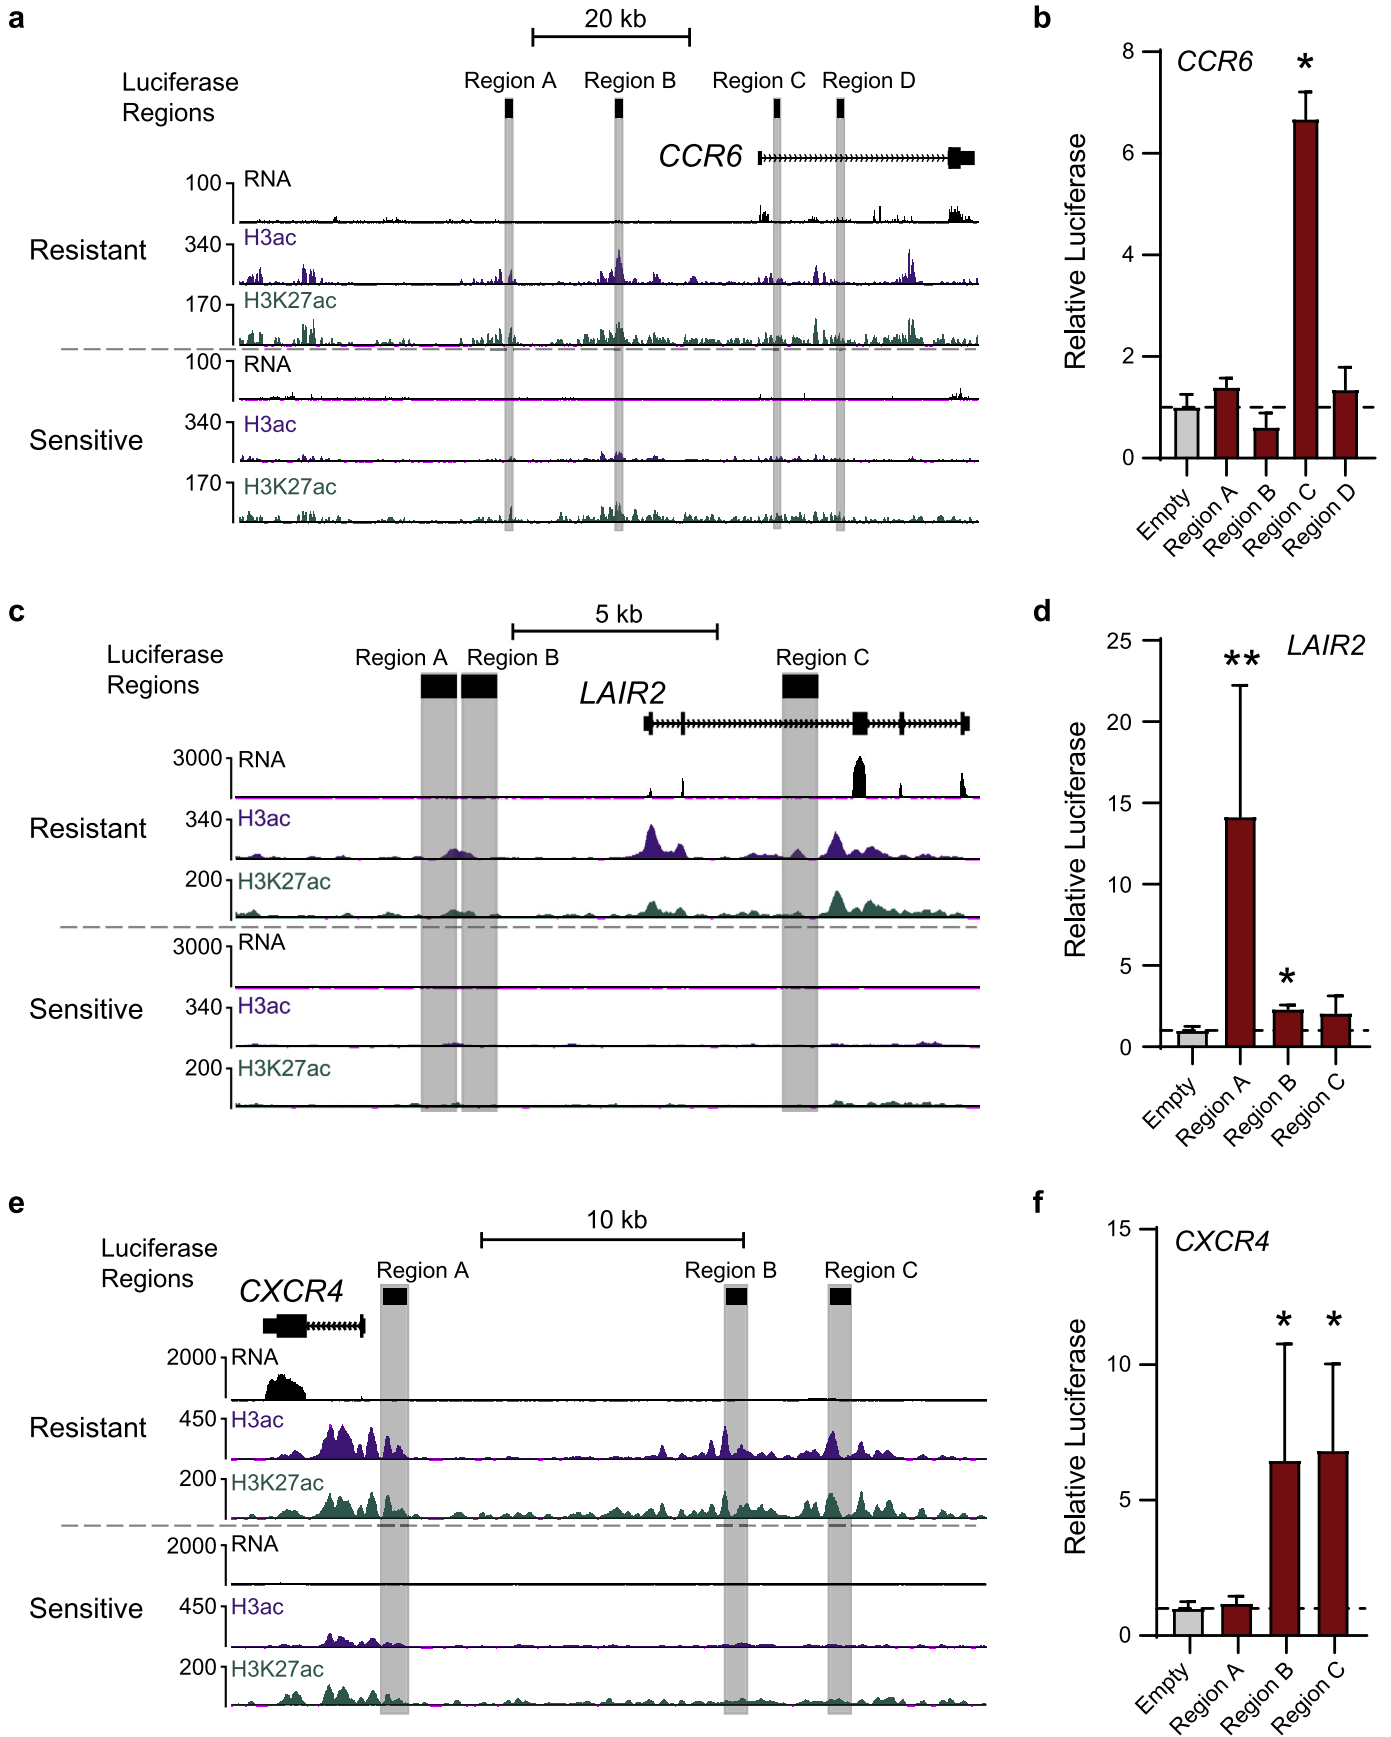 a
20 kb
Luciferase
Regions
Region A
Region B
Region C
Region D
CCR6
Resistant
100
RNA
340
H3ac
170
H3K27ac
Sensitive
100
RNA
340
H3ac
170
H3K27ac
b
CCR6
*
Relative Luciferase
8
6
4
2
0
Empty
Region A
Region B
Region C
Region D
c
5 kb
Luciferase
Regions
Region A
Region B
Region C
LAIR2
Resistant
3000
RNA
340
H3ac
200
H3K27ac
Sensitive
3000
RNA
340
H3ac
200
H3K27ac
d
LAIR2
**
*
Relative Luciferase
25
20
15
10
5
0
Empty
Region A
Region B
Region C
e
10 kb
Luciferase
Regions
Region A
Region B
Region C
CXCR4
Resistant
2000
RNA
450
H3ac
200
H3K27ac
Sensitive
2000
RNA
450
H3ac
200
H3K27ac
f
CXCR4
*
*
Relative Luciferase
15
10
5
0
Empty
Region A
Region B
Region C